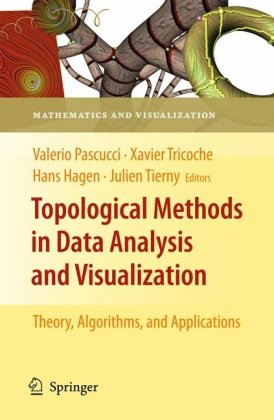 MATHEMATICS AND VISUALIZATION
Valerio Pascucci · Xavier Tricoche
Hans Hagen · Julien Tierny Editors
Topological Methods
in Data Analysis
and Visualization
Theory, Algorithms, and Applications
Springer